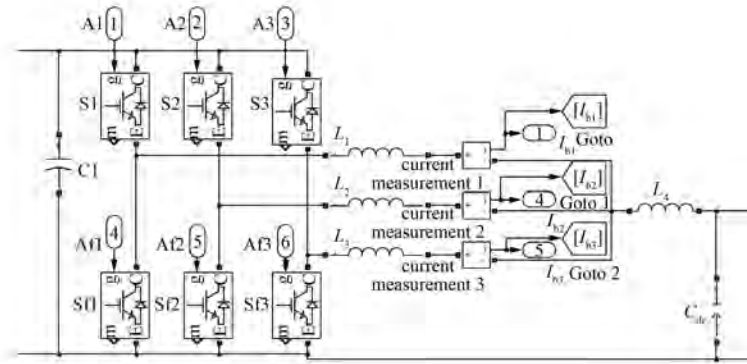 A1 1 A2 2 A3 3
g C g C g C
S1 S2 S3
m E m E m E
C1
L1 L2 L3
current measurement 1
current measurement 2
current measurement 3
[Ib1]
1
Ib1 Goto
[Ib2]
4 Goto 1
Ib2
[Ib3]
5
Ib3 Goto 2
L4
Af1 4 Af2 5 Af3 6
g C g C g C
Sf1 Sf2 Sf3
m E m E m E
Cdc